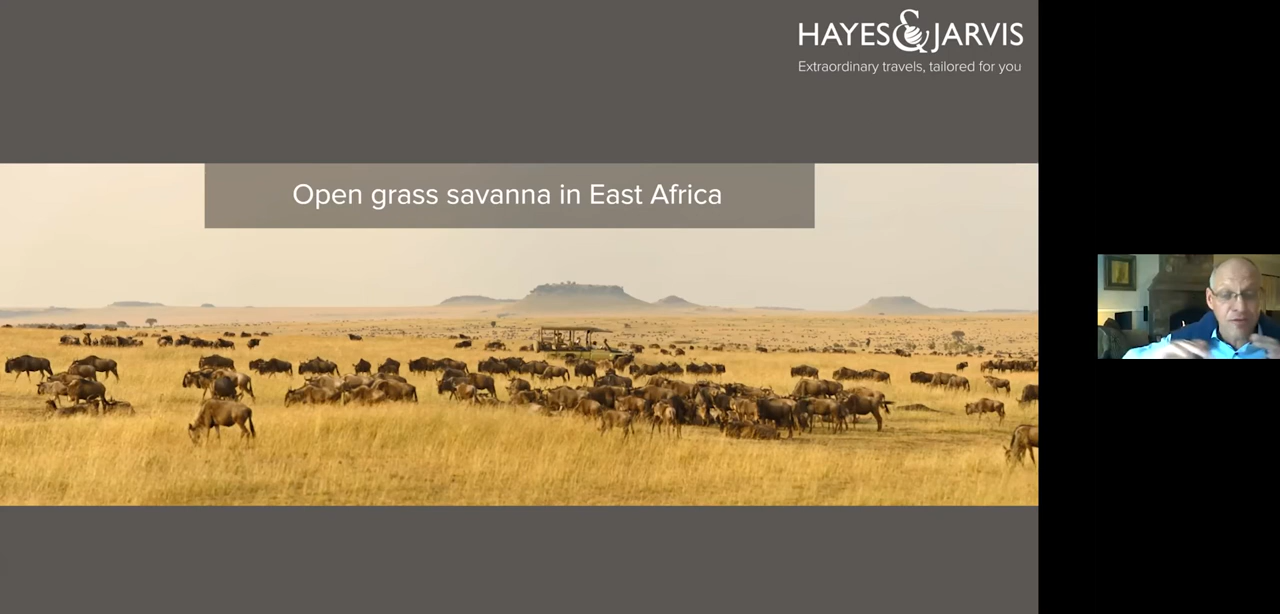 HAYES & JARVIS
Extraordinary travels, tailored for you
Open grass savanna in East Africa